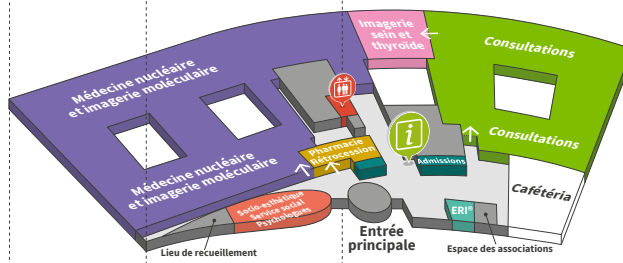 Imagerie
sein et
thyroïde
Consultations
Médecine nucléaire
et imagerie moléculaire
i
Consultations
Pharmacie
Rétrocession
Admissions
Médecine nucléaire
et imagerie moléculaire
Cafétéria
Socio-esthétique
Service social
Psychologues
ERI®
Entrée
principale
Lieu de recueillement
Espace des associations